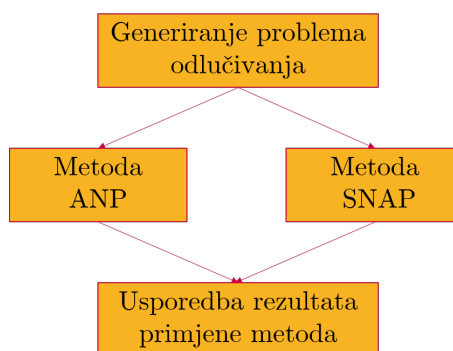 Generiranje problema
odlučivanja
Metoda
ANP
Metoda
SNAP
Usporedba rezultata
primjene metoda